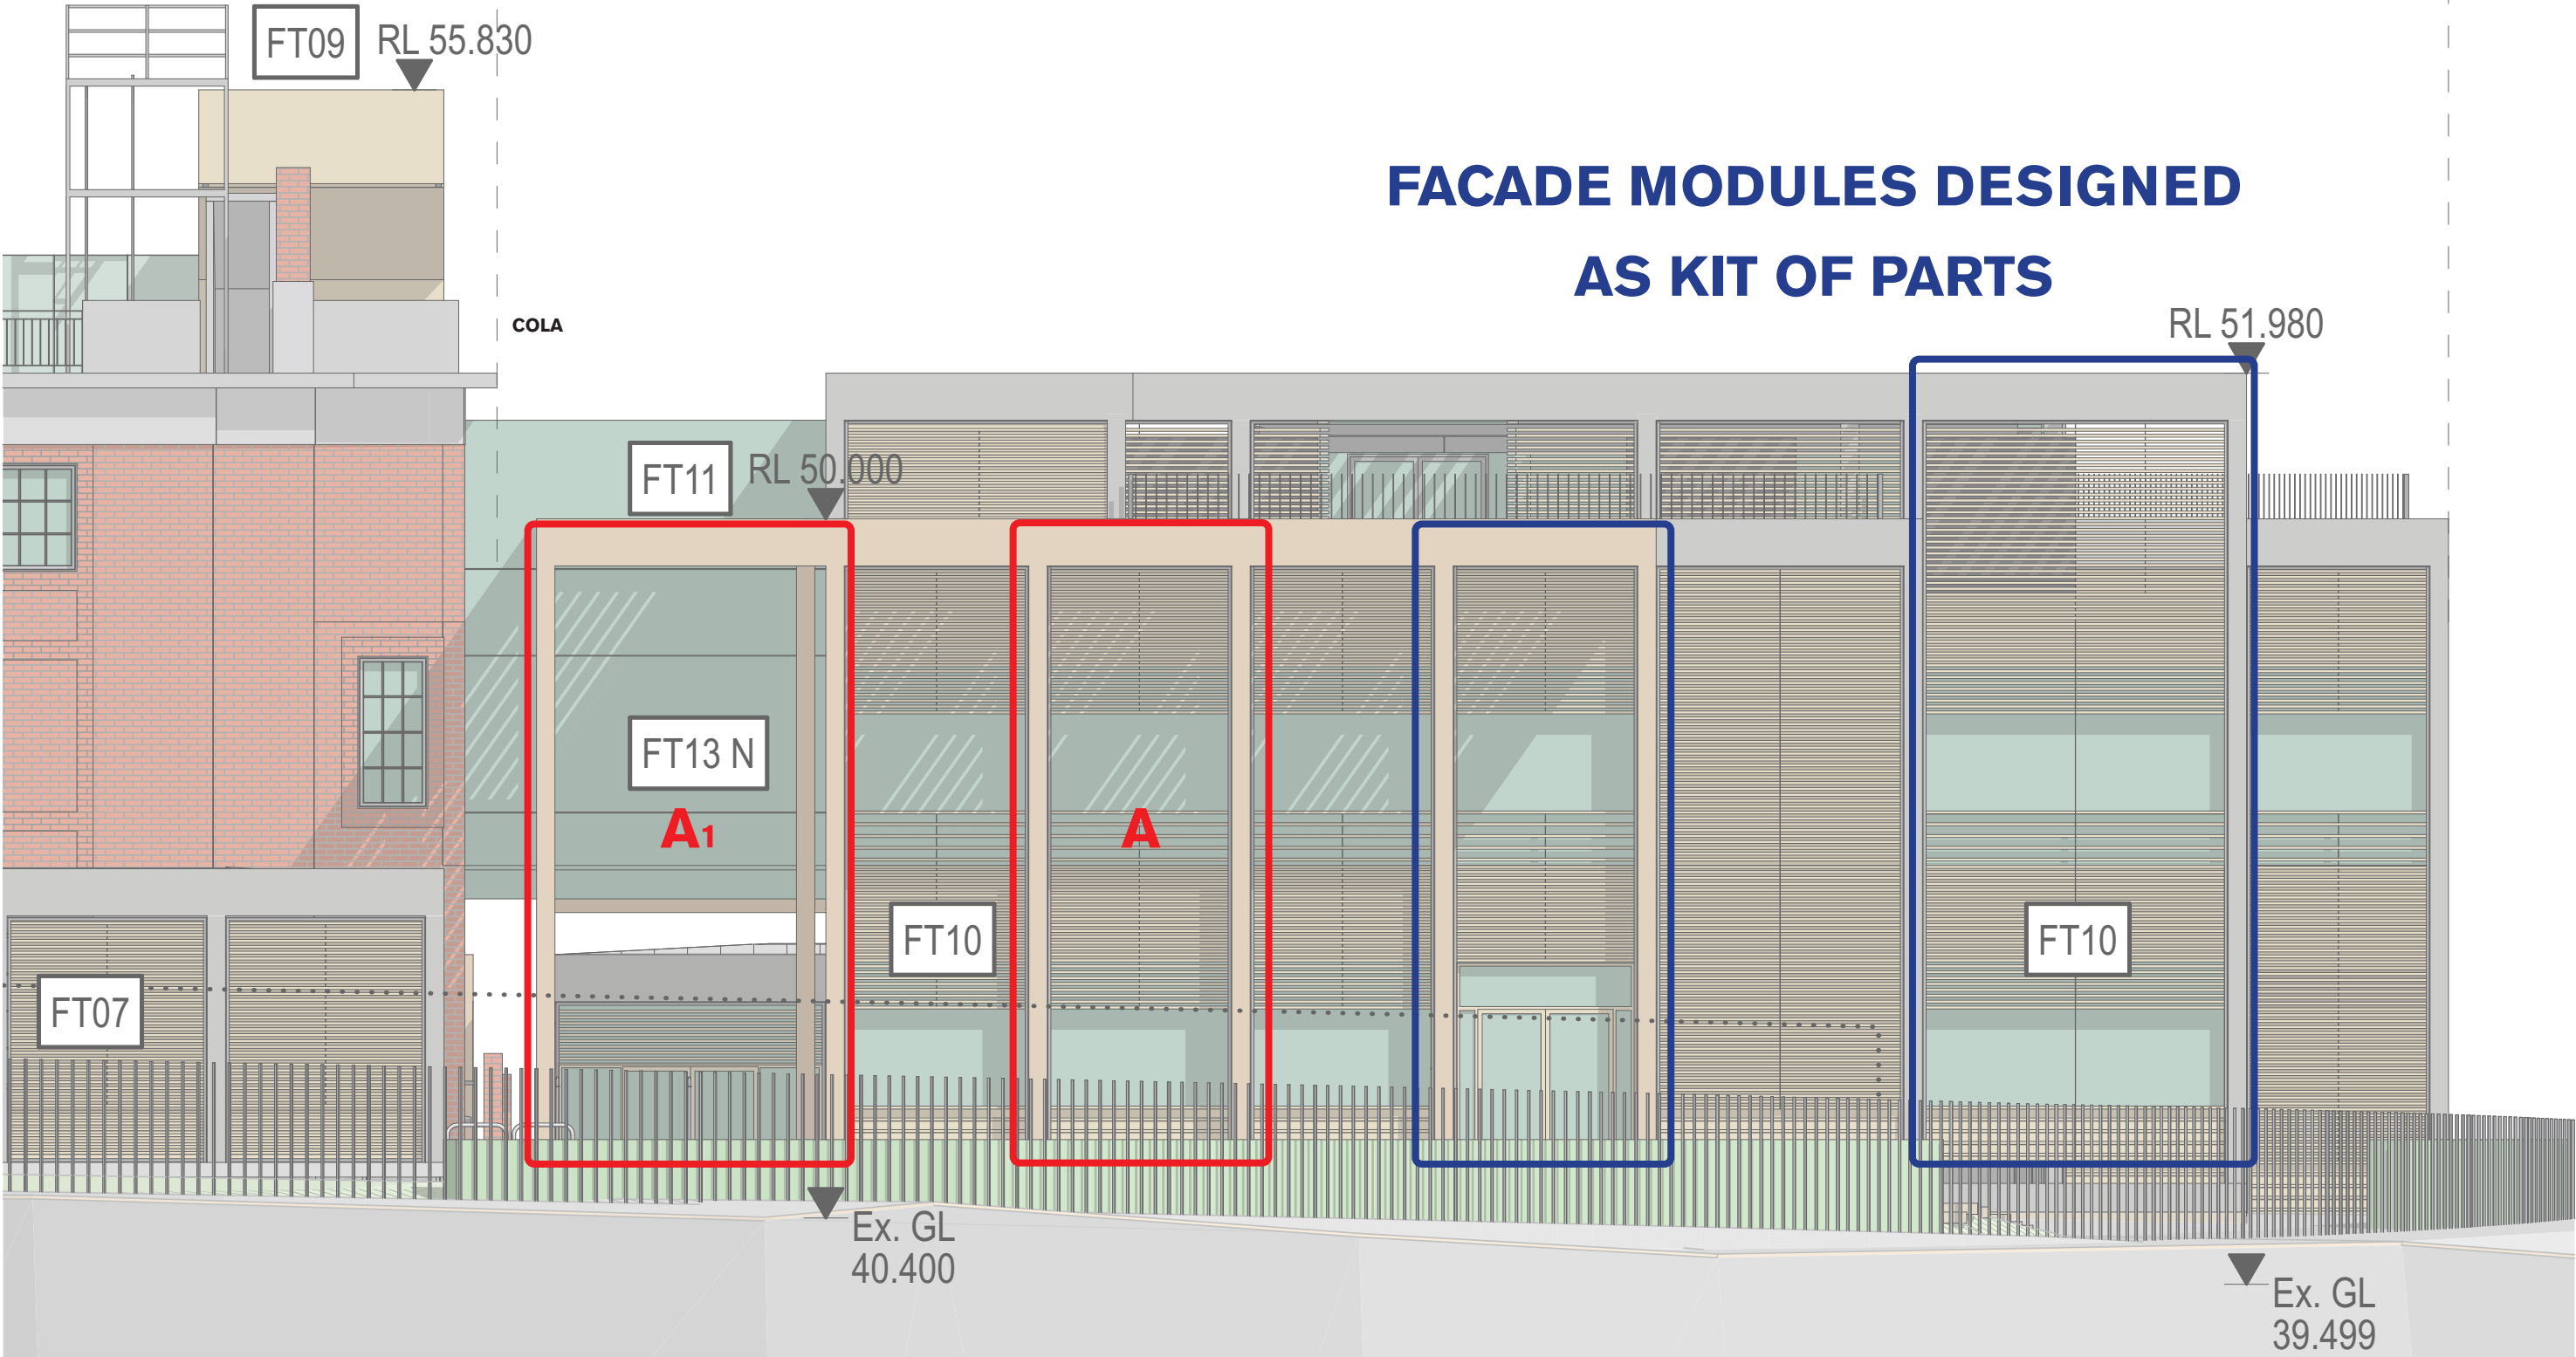 FT09
RL 55.830
FACADE MODULES DESIGNED
AS KIT OF PARTS
COLA
RL 51.980
FT11
RL 50.000
FT13 N
A1
A
FT10
FT10
FT07
Ex. GL
40.400
Ex. GL
39.499